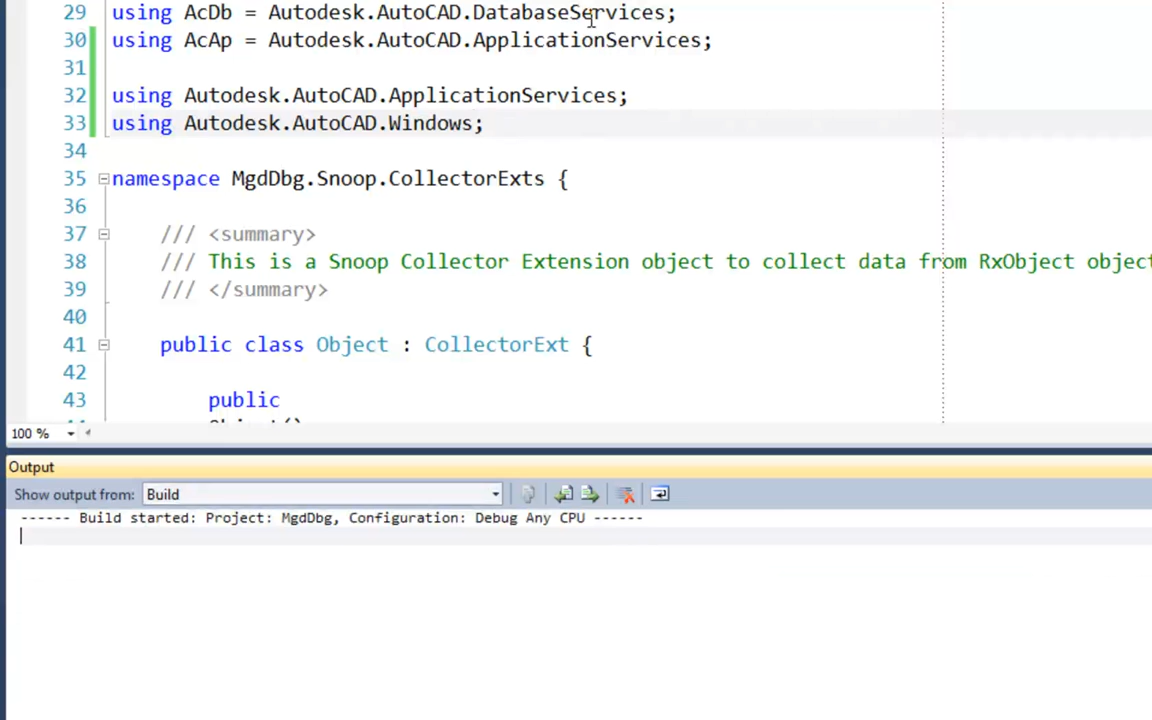 29 using AcDb = Autodesk.AutoCAD.DatabaseServices;
30 using AcAp = Autodesk.AutoCAD.ApplicationServices;
31
32 using Autodesk.AutoCAD.ApplicationServices;
33 using Autodesk.AutoCAD.Windows;
34
35 namespace MgdDbg.Snoop.CollectorExts {
36
37 /// <summary>
38 /// This is a Snoop Collector Extension object to collect data from RxObject object
39 /// </summary>
40
41 public class Object : CollectorExt {
42
43 public
100 %
Output
Show output from: Build
------ Build started: Project: MgdDbg, Configuration: Debug Any CPU ------